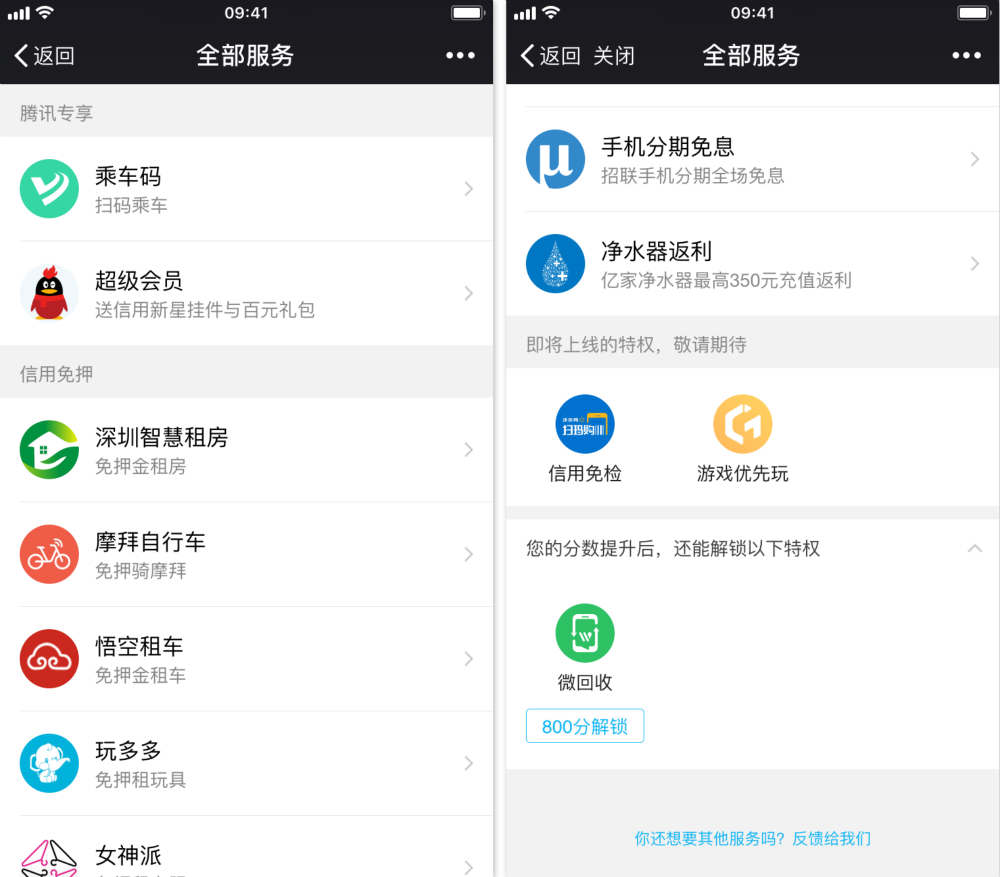 09:41
返回
全部服务
腾讯专享
乘车码
扫码乘车
超级会员
送信用新星挂件与百元礼包
信用免押
深圳智慧租房
免押金租房
摩拜自行车
免押骑摩拜
悟空租车
免押金租车
玩多多
免押租玩具
女神派
09:41
返回 关闭
全部服务
手机分期免息
招联手机分期全场免息
净水器返利
亿家净水器最高350元充值返利
即将上线的特权，敬请期待
扫玛购
信用免检
游戏优先玩
您的分数提升后，还能解锁以下特权
微回收
800分解锁
你还想要其他服务吗？反馈给我们